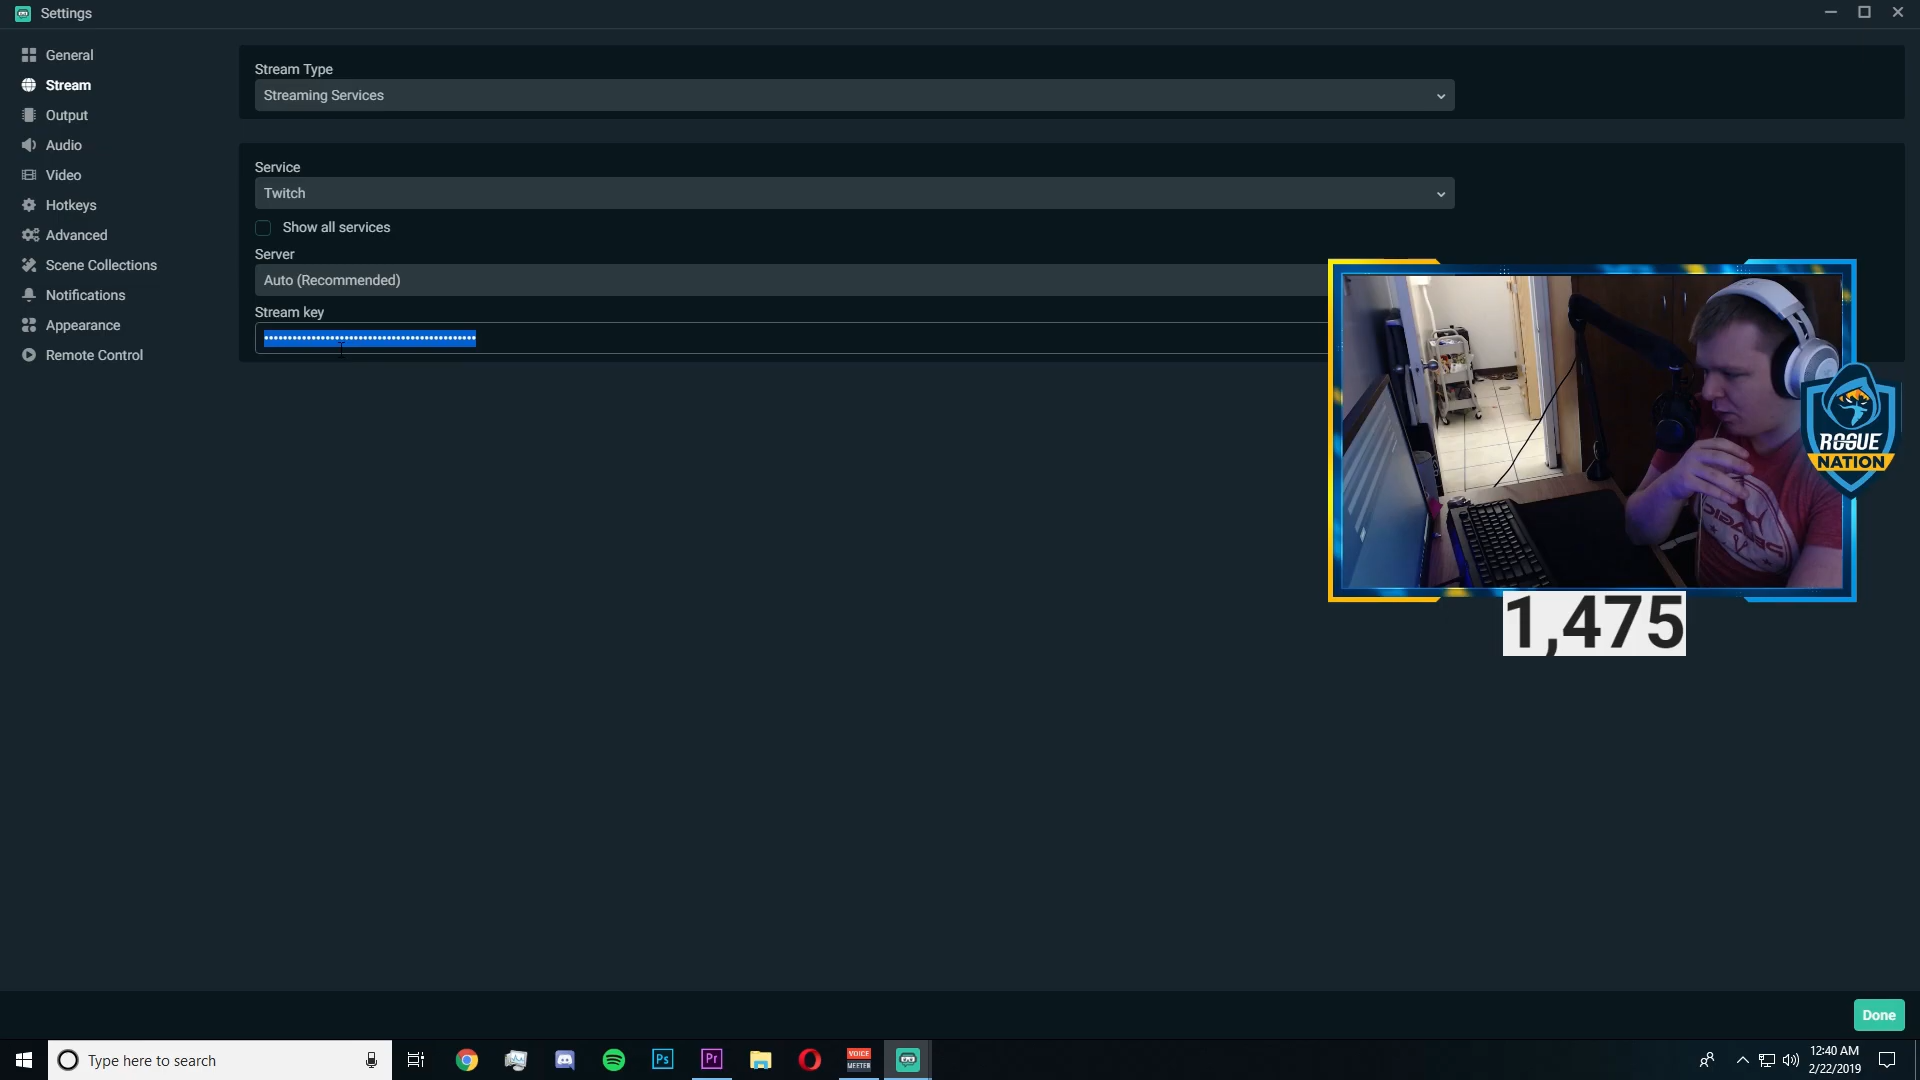 Settings
General
Stream
Output
Audio
Video
Hotkeys
Advanced
Scene Collections
Notifications
Appearance
Remote Control
Stream Type
Streaming Services
Service
Twitch
Show all services
Server
Auto (Recommended)
Stream key
••••••••••••••••••••••••••••••••••••••••••••
ROGUE
NATION
1,475
Done
Type here to search
Ps
Pr
VOICE
MEETER
12:40 AM
2/22/2019